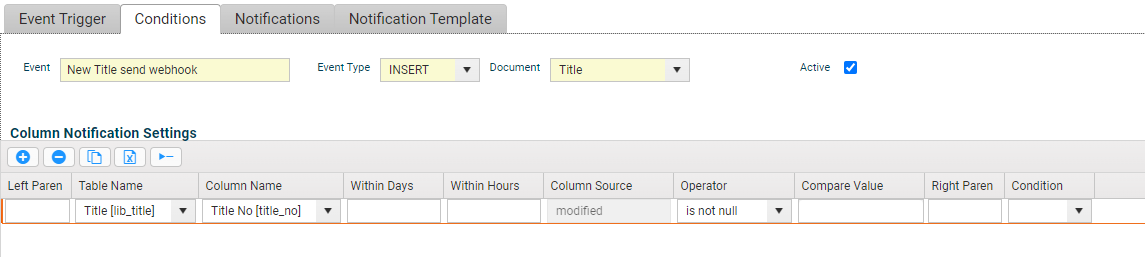 Event Trigger Conditions Notifications Notification Template
Event New Title send webhook Event Type INSERT Document Title Active
Column Notification Settings
Left Paren Table Name Column Name Within Days Within Hours Column Source Operator Compare Value Right Paren Condition
Title [lib_title] Title No [title_no] modified is not null